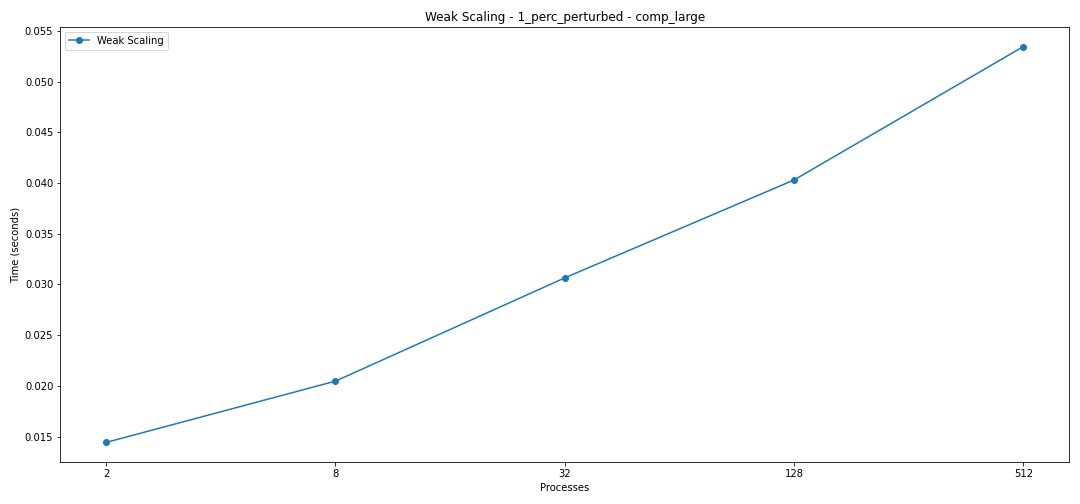 Weak Scaling - 1_perc_perturbed - comp_large
Weak Scaling
0.055
0.050
0.045
0.040
0.035
0.030
0.025
0.020
0.015
Time (seconds)
2 8 32 128 512
Processes